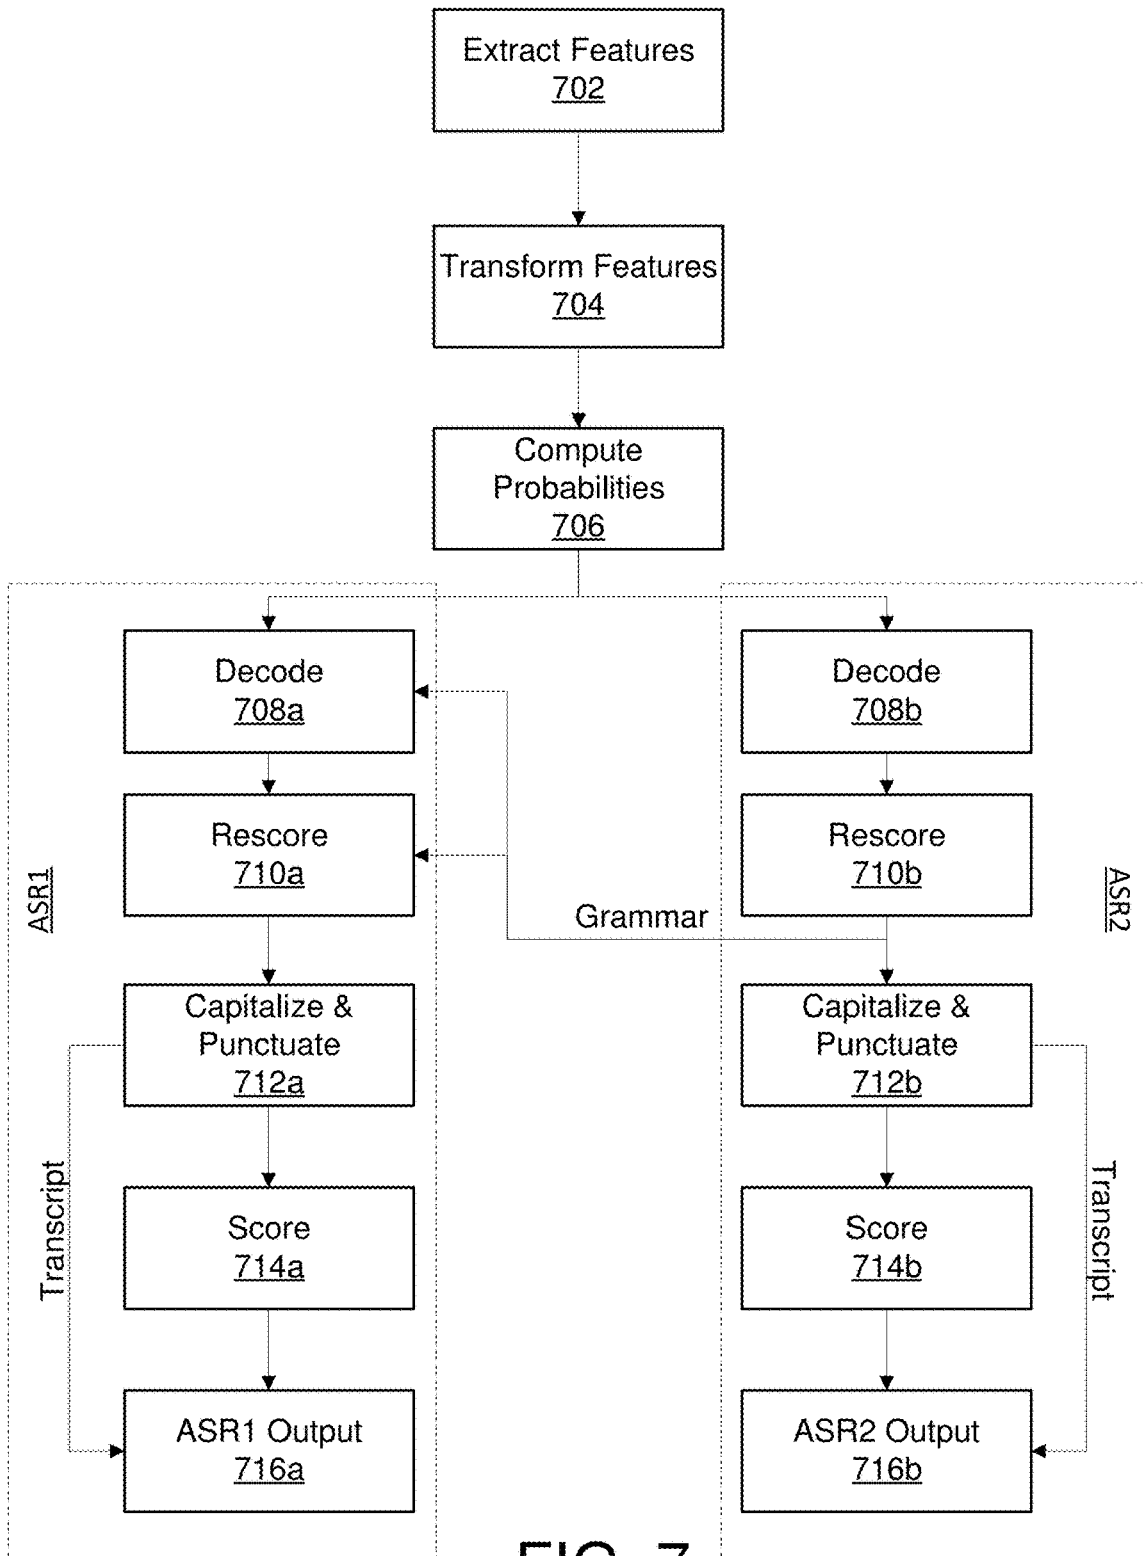 Extract Features
702
Transform Features
704
Compute
Probabilities
706
Decode
708a
Decode
708b
Rescore
710a
Rescore
710b
ASR1
ASR2
Grammar
Capitalize &
Punctuate
712a
Capitalize &
Punctuate
712b
Transcript
Transcript
Score
714a
Score
714b
ASR1 Output
716a
ASR2 Output
716b
FIG. 7